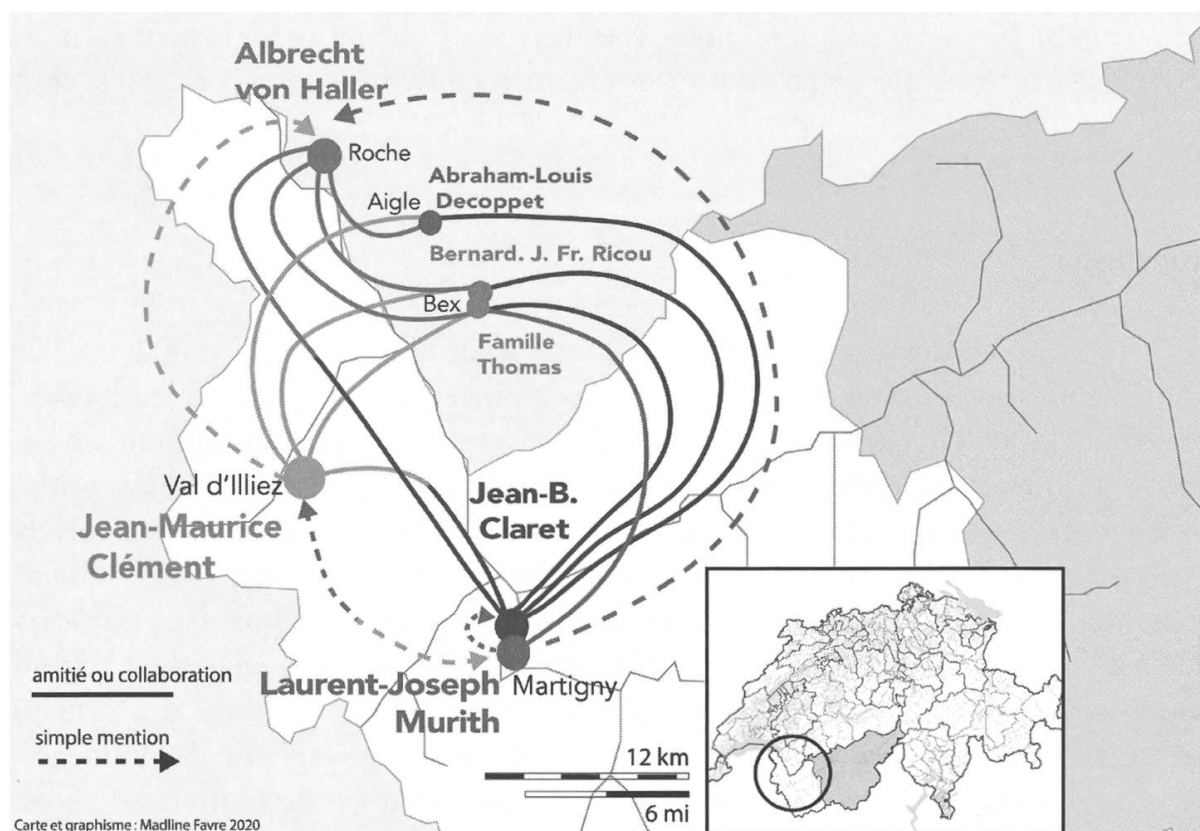 Albrecht
von Haller
Roche
Abraham-Louis
Aigle
Decoppet
Bernard. J. Fr. Ricou
Bex
Famille
Thomas
Val d'Illiez
Jean-B.
Claret
Jean-Maurice
Clément
amitié ou collaboration
Laurent-Joseph
Martigny
Murith
simple mention
12 km
6 mi
Carte et graphisme : Madline Favre 2020